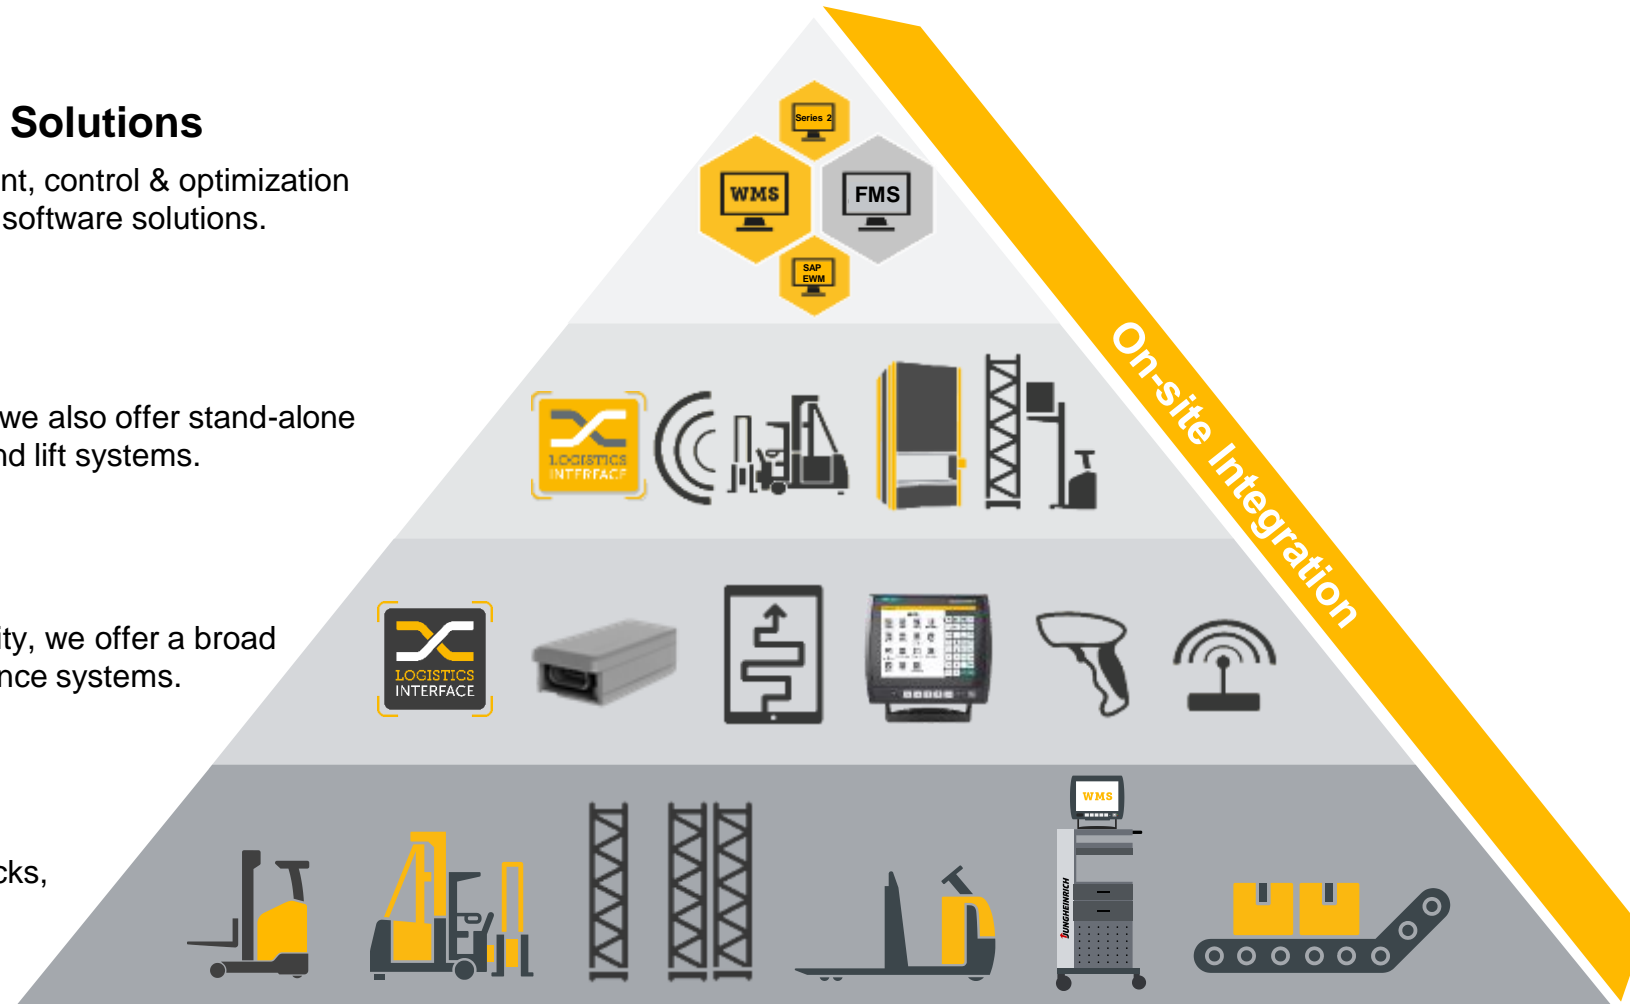 Solutions
nt, control & optimization
software solutions.
we also offer stand-alone
nd lift systems.
ity, we offer a broad
nce systems.
cks,
Series 2
WMS
FMS
SAP
EWM
LOGISTICS
INTERFACE
LOGISTICS
INTERFACE
WMS
JUNGHEINRICH
On-site Integration